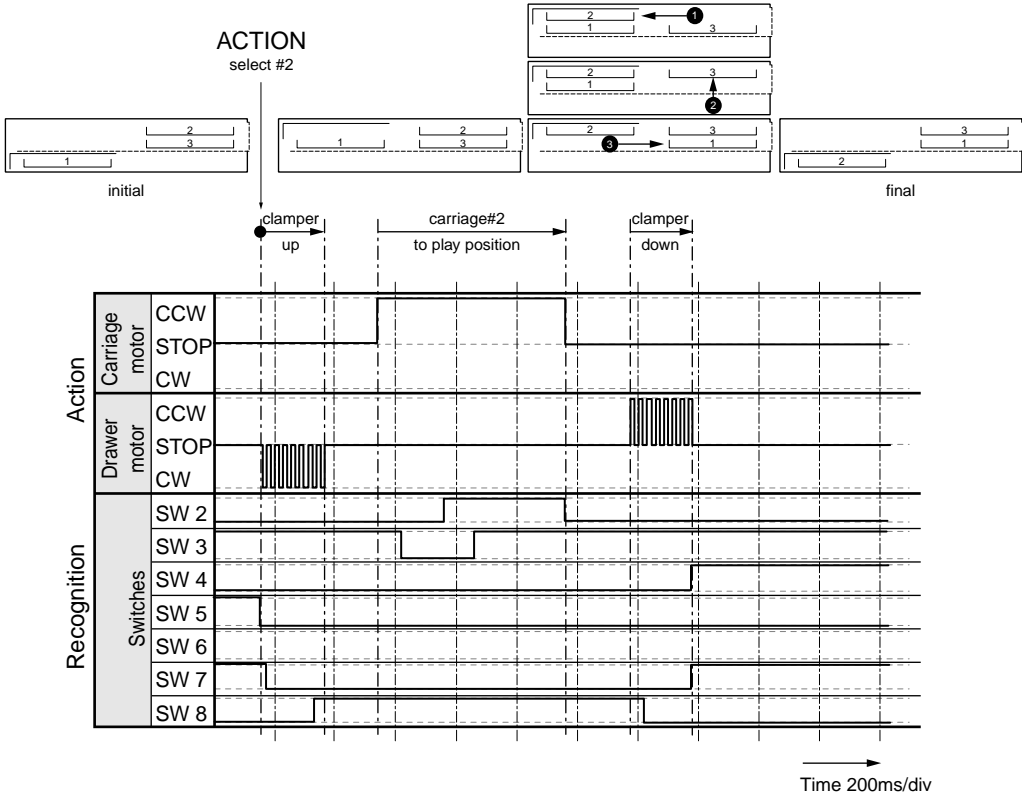 ACTION
select #2
2
3
1
initial
2
1
3
1
2
1
3
2
2
1
3
3
2
3
1
3
1
2
final
clamper
up
carriage#2
to play position
clamper
down
Action
Carriage
motor
CCW
STOP
CW
Drawer
motor
CCW
STOP
CW
Recognition
Switches
SW 2
SW 3
SW 4
SW 5
SW 6
SW 7
SW 8
Time 200ms/div